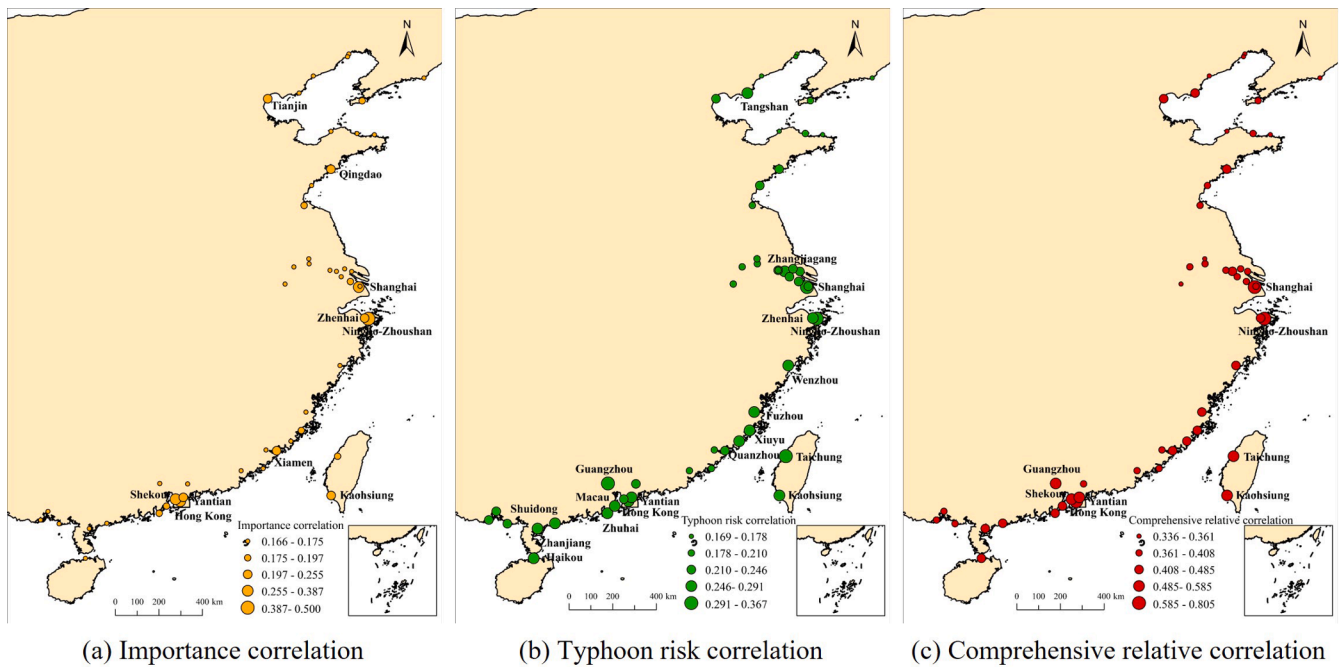 N
Tianjin
Qingdao
Shanghai
Zhenhai
Ningbo-Zhoushan
Xiamen
Kaohsiung
Shekou
Yantian
Hong Kong
Importance correlation
0.166 - 0.175
0.175 - 0.197
0.197 - 0.255
0.255 - 0.387
0.387- 0.500
0 200 400 km
(a) Importance correlation
N
Tangshan
Zhangjiagang
Shanghai
Zhenhai
Ningbo-Zhoushan
Wenzhou
Fuzhou
Xiuyu
Quanzhou
Taichung
Guangzhou
Macau
Yantian
Kaohsiung
Shuidong
Hong Kong
Zhuhai
Zhanjiang
Haikou
Typhoon risk correlation
0.169 - 0.178
0.178 - 0.210
0.210 - 0.246
0.246 - 0.291
0.291 - 0.367
0 200 400 km
(b) Typhoon risk correlation
N
Shanghai
Ningbo-Zhoushan
Taichung
Guangzhou
Shekou
Yantian
Kaohsiung
Hong Kong
Comprehensive relative correlation
0.336 - 0.361
0.361 - 0.408
0.408 - 0.485
0.485 - 0.585
0.585 - 0.805
0 200 400 km
(c) Comprehensive relative correlation